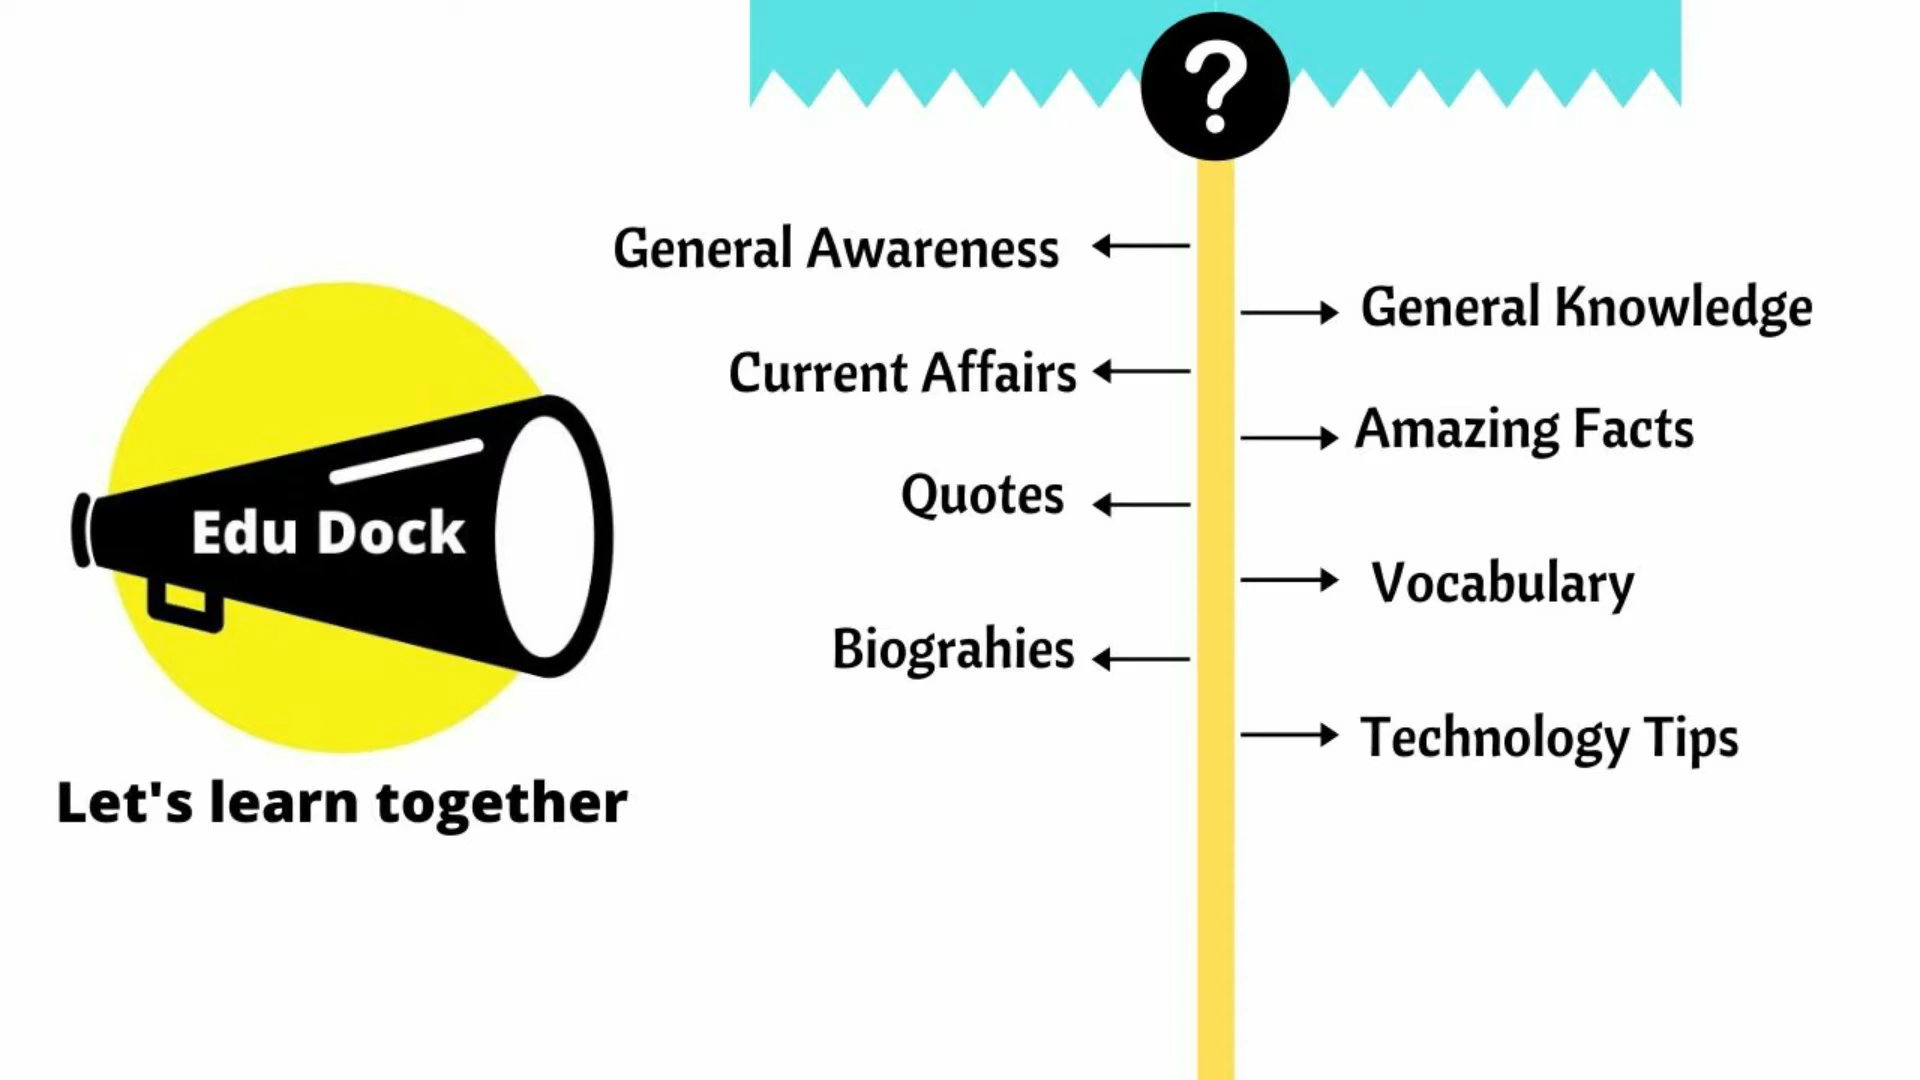 ?
General Awareness
General Knowledge
Current Affairs
Amazing Facts
Quotes
Edu Dock
Vocabulary
Biograhies
Technology Tips
Let's learn together